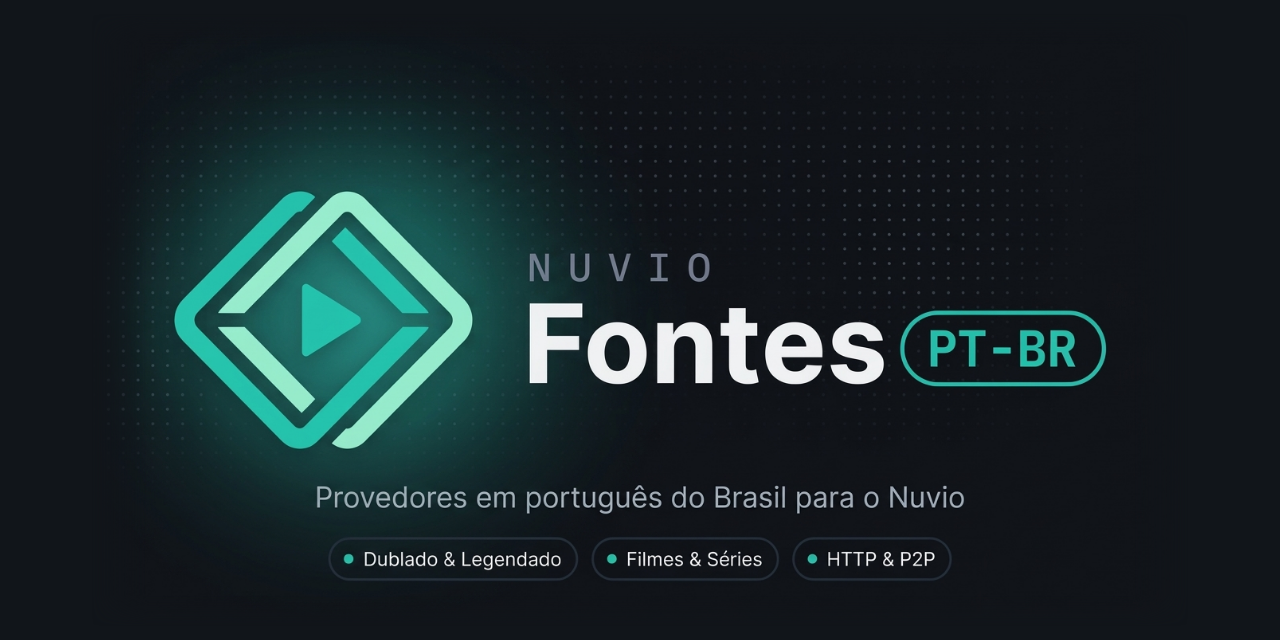 NUVIO
Fontes PT-BR
Provedores em português do Brasil para o Nuvio
Dublado & Legendado Filmes & Séries HTTP & P2P